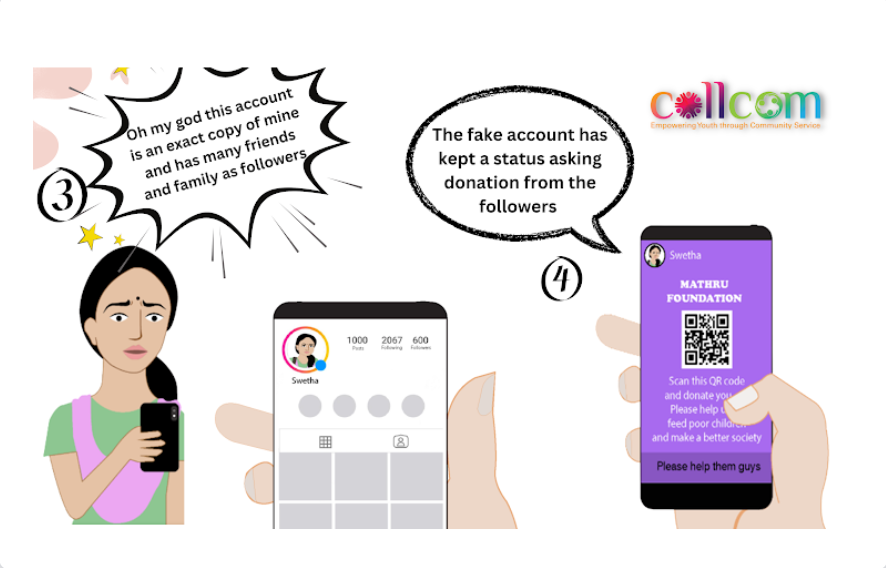 Oh my god this account
is an exact copy of mine
and has many friends
and family as followers
3
The fake account has
kept a status asking
donation from the
followers
4
collcom
Empowering Youth through Community Service
1000
Posts
2067
Following
600
Followers
Swetha
Swetha
MATHRU
FOUNDATION
Scan this QR code
and donate
Please help
feed poor children
and make a better society
Please help them guys